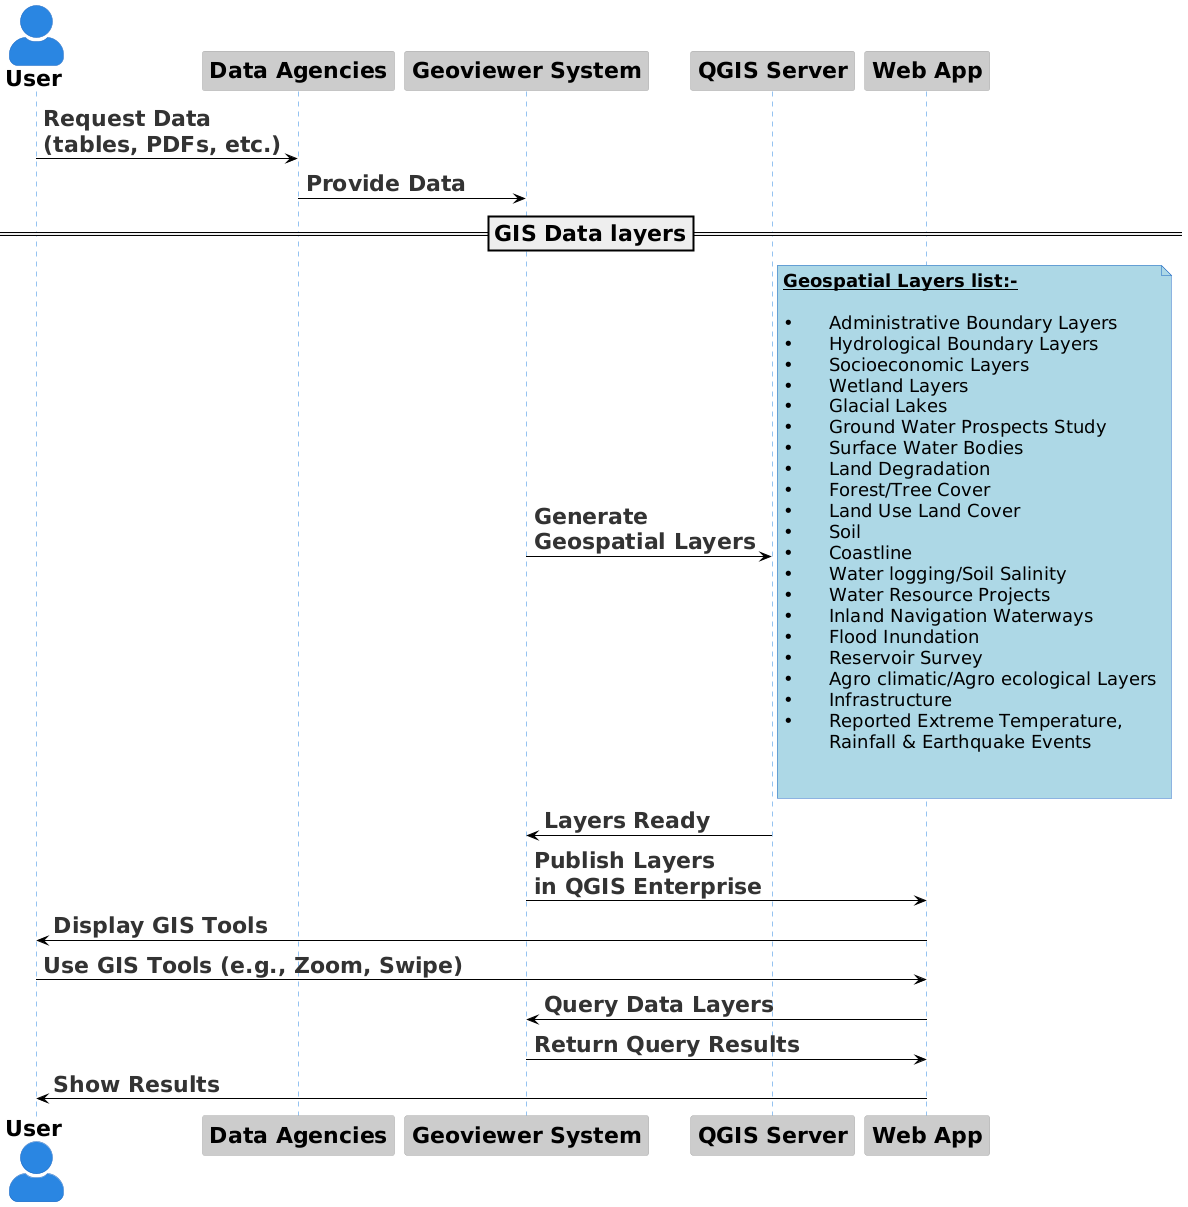 User
Data Agencies
Geoviewer System
QGIS Server
Web App
Request Data
(tables, PDFs, etc.)
Provide Data
GIS Data layers
Geospatial Layers list:-
• Administrative Boundary Layers
• Hydrological Boundary Layers
• Socioeconomic Layers
• Wetland Layers
• Glacial Lakes
• Ground Water Prospects Study
• Surface Water Bodies
• Land Degradation
• Forest/Tree Cover
• Land Use Land Cover
• Soil
• Coastline
• Water logging/Soil Salinity
• Water Resource Projects
• Inland Navigation Waterways
• Flood Inundation
• Reservoir Survey
• Agro climatic/Agro ecological Layers
• Infrastructure
• Reported Extreme Temperature,
Rainfall & Earthquake Events
Generate
Geospatial Layers
Layers Ready
Publish Layers
in QGIS Enterprise
Display GIS Tools
Use GIS Tools (e.g., Zoom, Swipe)
Query Data Layers
Return Query Results
Show Results
User
Data Agencies
Geoviewer System
QGIS Server
Web App